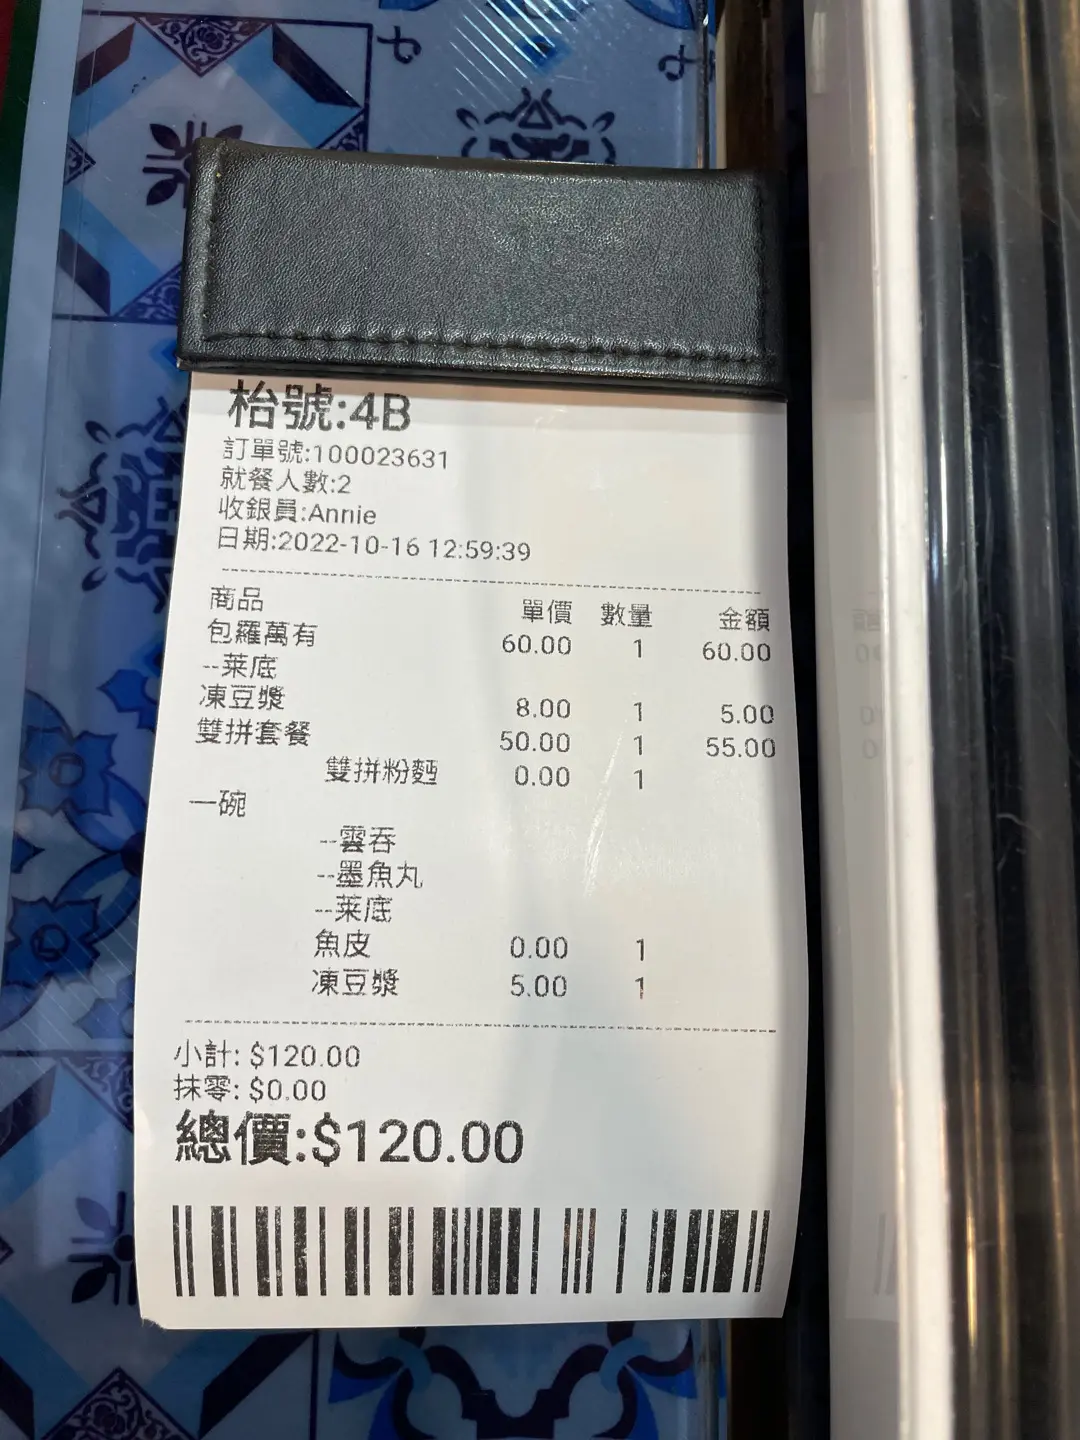 枱號:4B
訂單號:100023631
就餐人數:2
收銀員:Annie
日期:2022-10-16 12:59:39
商品 單價 數量 金額
包羅萬有 60.00 1 60.00
--菜底
凍豆漿 8.00 1 5.00
雙拼套餐 50.00 1 55.00
雙拼粉麵 0.00 1
一碗
--雲吞
--墨魚丸
--菜底
魚皮 0.00 1
凍豆漿 5.00 1
小計: $120.00
抹零: $0.00
總價:$120.00